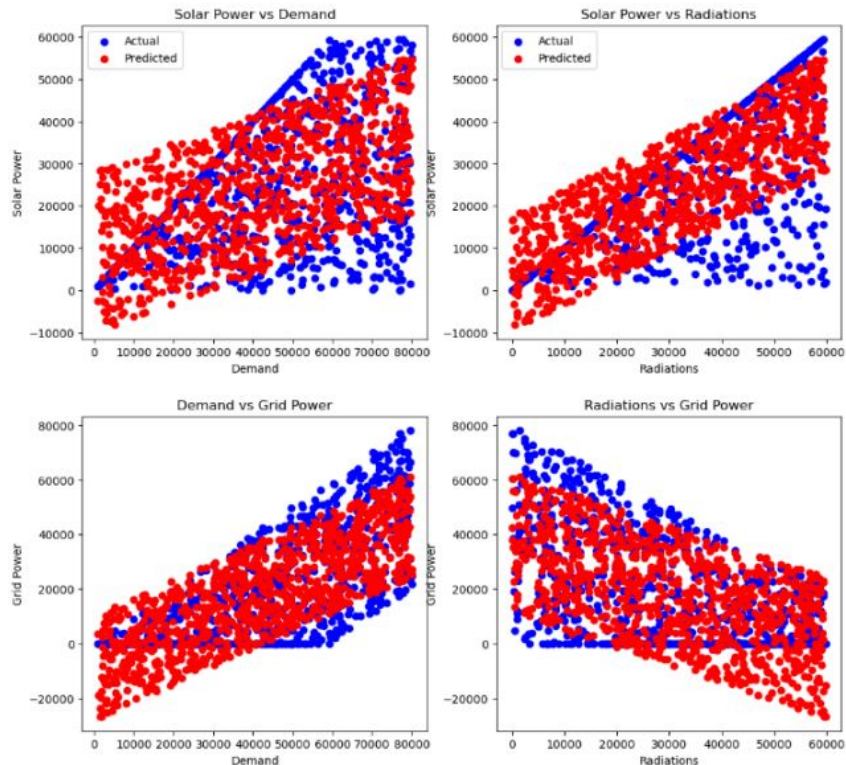 Solar Power vs Demand
Actual
Predicted
60000
50000
40000
30000
20000
10000
0
−10000
Solar Power
0 10000 20000 30000 40000 50000 60000 70000 80000
Demand
Solar Power vs Radiations
Actual
Predicted
60000
50000
40000
30000
20000
10000
0
−10000
Solar Power
0 10000 20000 30000 40000 50000 60000
Radiations
Demand vs Grid Power
80000
60000
40000
20000
0
−20000
Grid Power
0 10000 20000 30000 40000 50000 60000 70000 80000
Demand
Radiations vs Grid Power
80000
60000
40000
20000
0
−20000
Grid Power
0 10000 20000 30000 40000 50000 60000
Radiations